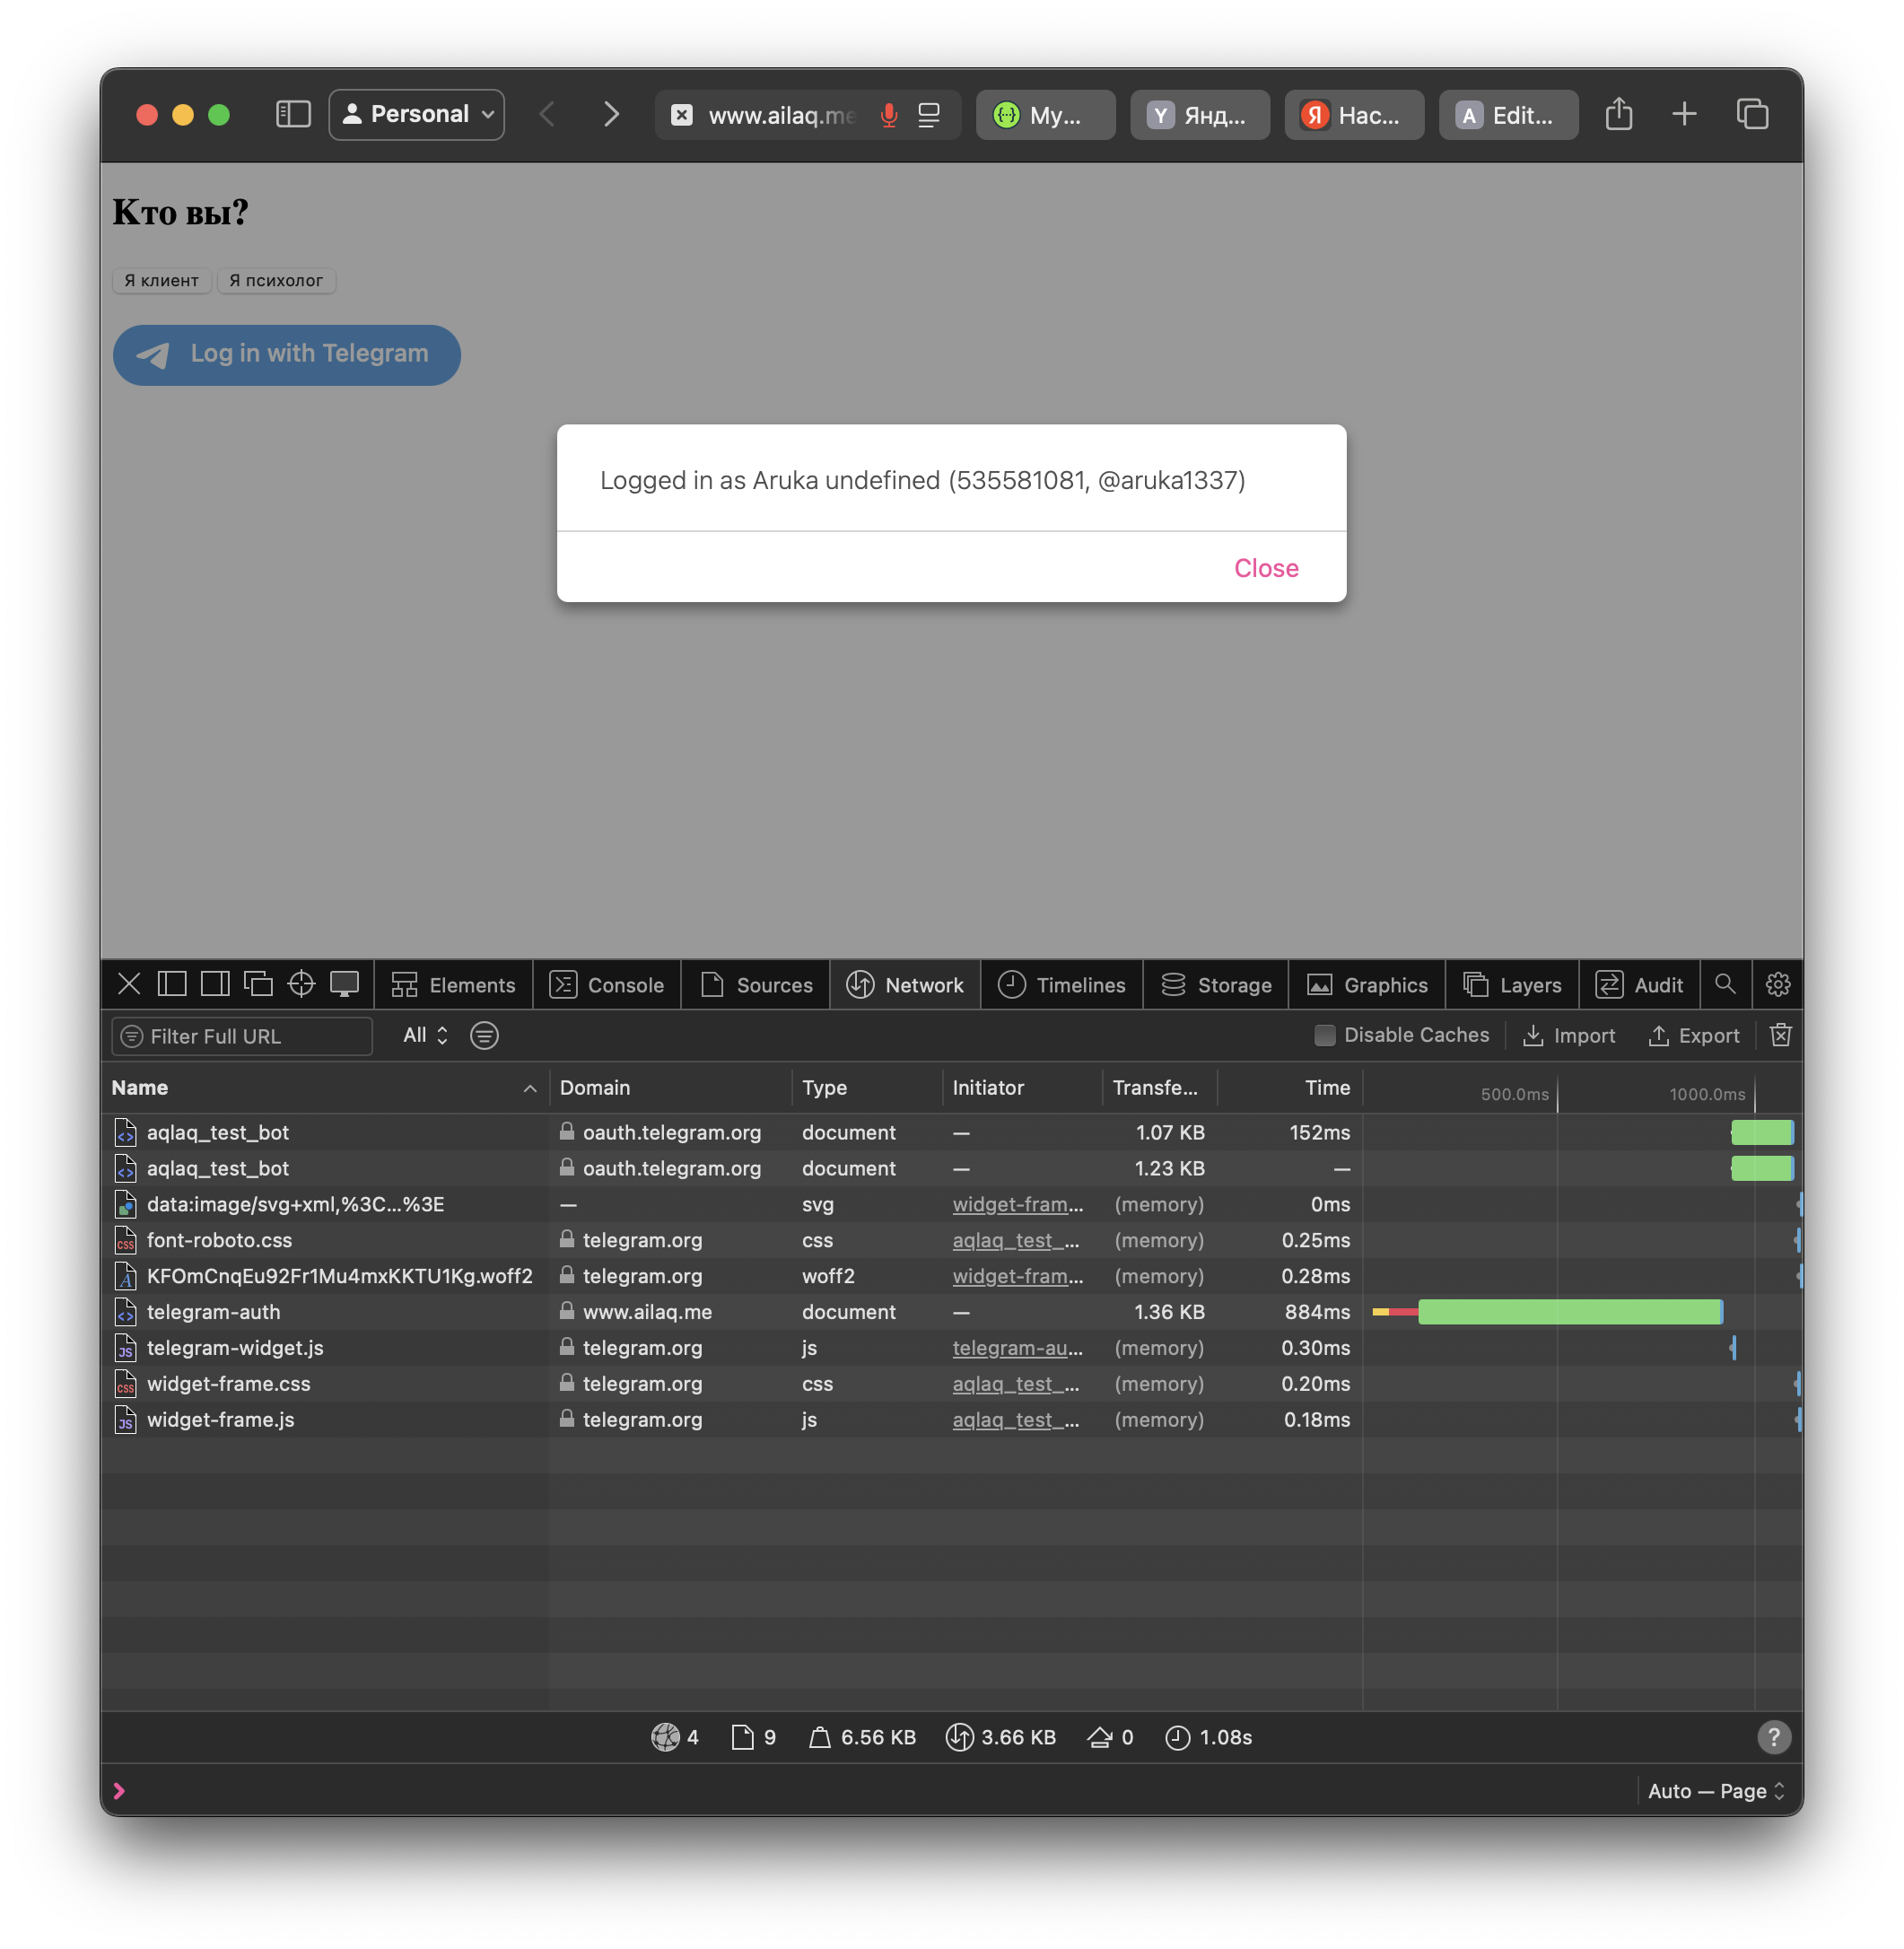 Personal
www.ailaq.me
My...
Y
Янд...
Я
Нас...
A
Edit...
Кто вы?
Я клиент
Я психолог
Log in with Telegram
Logged in as Aruka undefined (535581081, @aruka1337)
Close
Elements
Console
Sources
Network
Timelines
Storage
Graphics
Layers
Audit
Filter Full URL
All
Disable Caches
Import
Export
Name Domain Type Initiator Transfe... Time 500.0ms 1000.0ms
aqlaq_test_bot oauth.telegram.org document — 1.07 KB 152ms
aqlaq_test_bot oauth.telegram.org document — 1.23 KB —
data:image/svg+xml,%3C...%3E — svg widget-fram... (memory) 0ms
font-roboto.css telegram.org css aqlaq_test_... (memory) 0.25ms
KFOmCnqEu92Fr1Mu4mxKKTU1Kg.woff2 telegram.org woff2 widget-fram... (memory) 0.28ms
telegram-auth www.ailaq.me document — 1.36 KB 884ms
telegram-widget.js telegram.org js telegram-au... (memory) 0.30ms
widget-frame.css telegram.org css aqlaq_test_... (memory) 0.20ms
widget-frame.js telegram.org js aqlaq_test_... (memory) 0.18ms
4 9 6.56 KB 3.66 KB 0 1.08s ?
Auto — Page